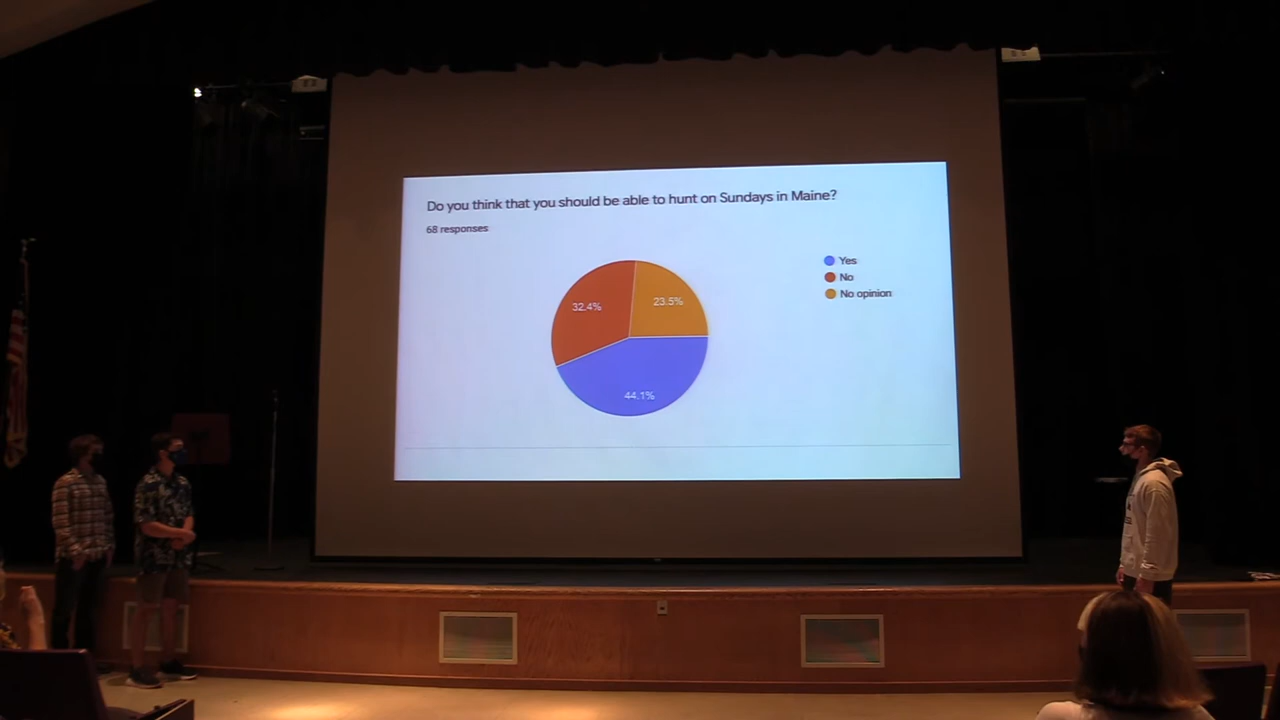 Do you think that you should be able to hunt on Sundays in Maine?
68 responses
Yes
No
No opinion
32.4%
23.5%
44.1%